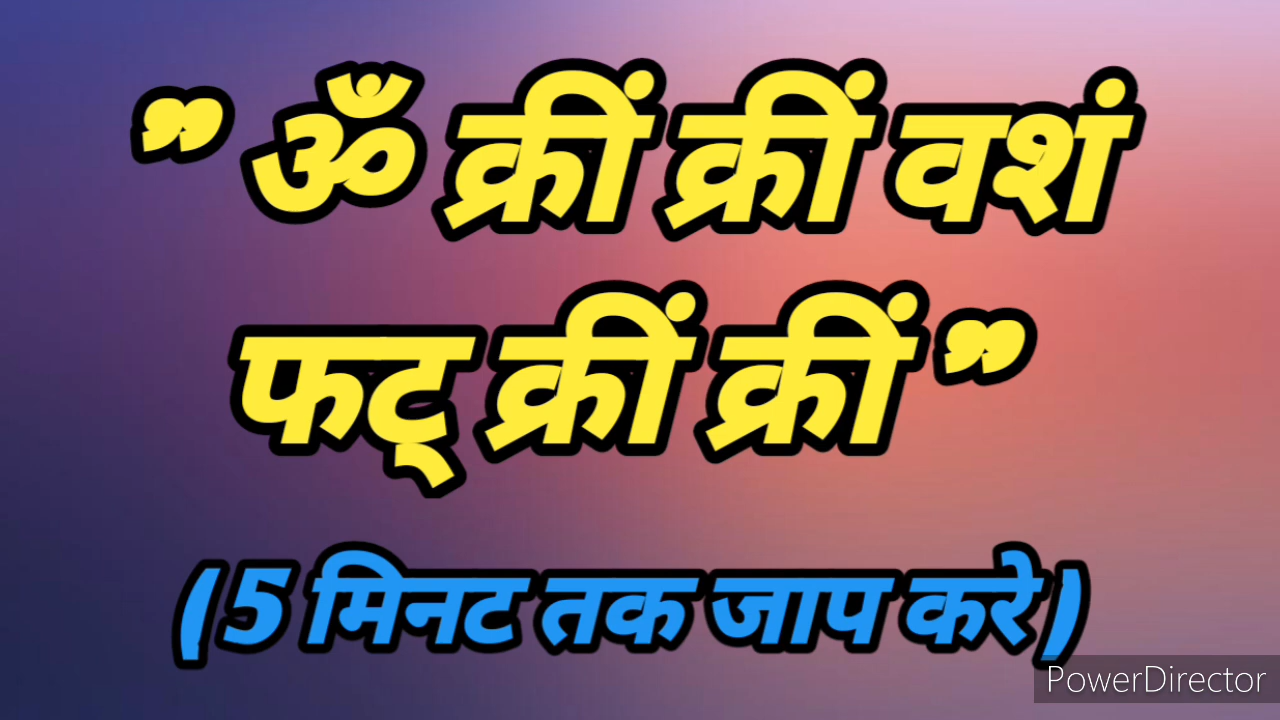 ” ॐ क्रीं क्रीं वशं
फट् क्रीं क्रीं ”
( 5 मिनट तक जाप करे )
PowerDirector